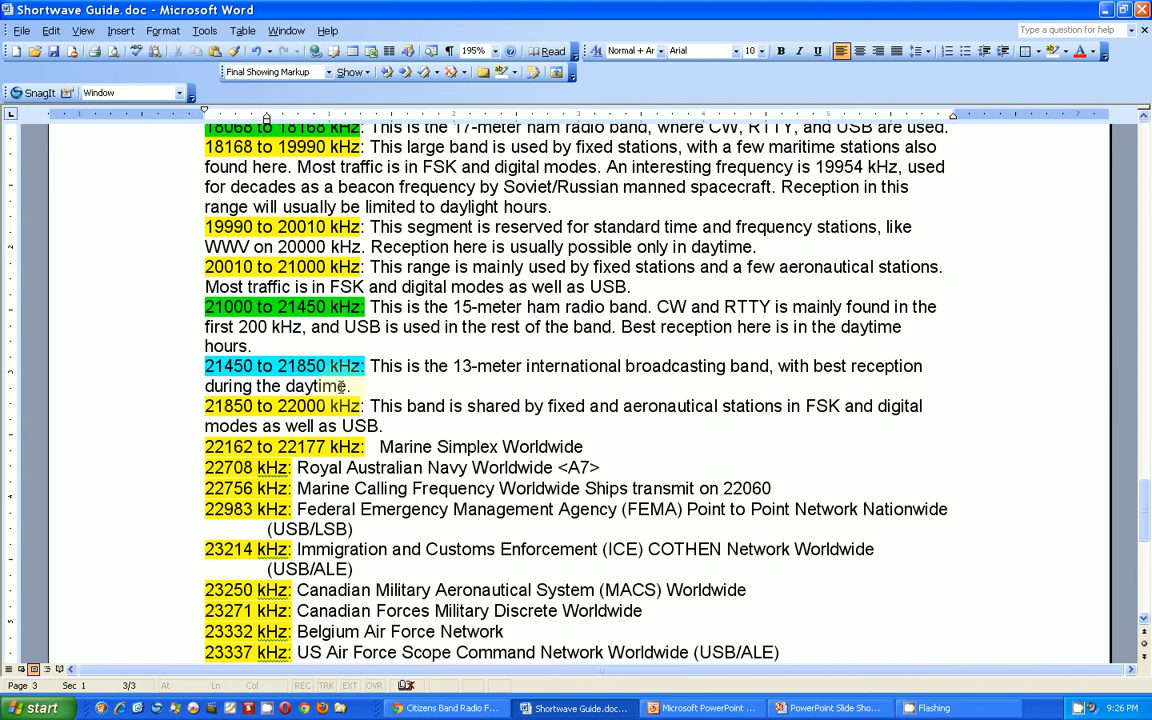 Shortwave Guide.doc - Microsoft Word
File Edit View Insert Format Tools Table Window Help
Type a question for help
195% Read Normal + Ar Arial 10 B I U
Final Showing Markup Show
SnagIt Window
1 1 2 3 4 5 6 7
18068 to 18168 kHz: This is the 17-meter ham radio band, where CW, RTTY, and USB are used.
18168 to 19990 kHz: This large band is used by fixed stations, with a few maritime stations also
found here. Most traffic is in FSK and digital modes. An interesting frequency is 19954 kHz, used
for decades as a beacon frequency by Soviet/Russian manned spacecraft. Reception in this
range will usually be limited to daylight hours.
19990 to 20010 kHz: This segment is reserved for standard time and frequency stations, like
WWV on 20000 kHz. Reception here is usually possible only in daytime.
20010 to 21000 kHz: This range is mainly used by fixed stations and a few aeronautical stations.
Most traffic is in FSK and digital modes as well as USB.
21000 to 21450 kHz: This is the 15-meter ham radio band. CW and RTTY is mainly found in the
first 200 kHz, and USB is used in the rest of the band. Best reception here is in the daytime
hours.
21450 to 21850 kHz: This is the 13-meter international broadcasting band, with best reception
during the daytime.
21850 to 22000 kHz: This band is shared by fixed and aeronautical stations in FSK and digital
modes as well as USB.
22162 to 22177 kHz: Marine Simplex Worldwide
22708 kHz: Royal Australian Navy Worldwide <A7>
22756 kHz: Marine Calling Frequency Worldwide Ships transmit on 22060
22983 kHz: Federal Emergency Management Agency (FEMA) Point to Point Network Nationwide
(USB/LSB)
23214 kHz: Immigration and Customs Enforcement (ICE) COTHEN Network Worldwide
(USB/ALE)
23250 kHz: Canadian Military Aeronautical System (MACS) Worldwide
23271 kHz: Canadian Forces Military Discrete Worldwide
23332 kHz: Belgium Air Force Network
23337 kHz: US Air Force Scope Command Network Worldwide (USB/ALE)
Page 3 Sec 1 3/3 At Ln Col REC TRK EXT OVR
start Citizens Band Radio F... Shortwave Guide.doc... Microsoft PowerPoint ... PowerPoint Slide Sho... Flashing 9:26 PM